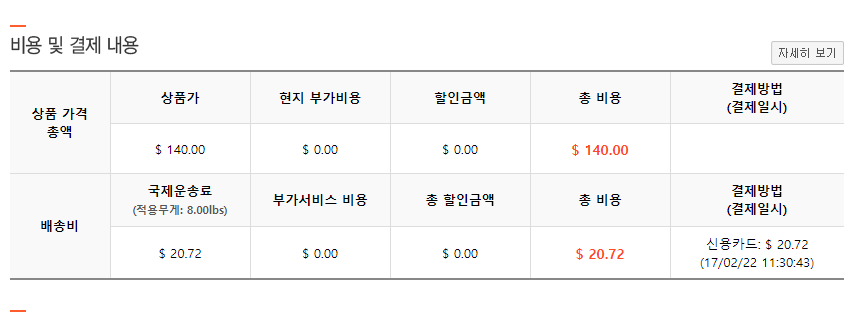 비용 및 결제 내용
자세히 보기
상품 가격
총액
상품가
현지 부가비용
할인금액
총 비용
결제방법
(결제일시)
$ 140.00
$ 0.00
$ 0.00
$ 140.00
배송비
국제운송료
(적용무게: 8.00lbs)
부가서비스 비용
총 할인금액
총 비용
결제방법
(결제일시)
$ 20.72
$ 0.00
$ 0.00
$ 20.72
신용카드: $ 20.72
(17/02/22 11:30:43)